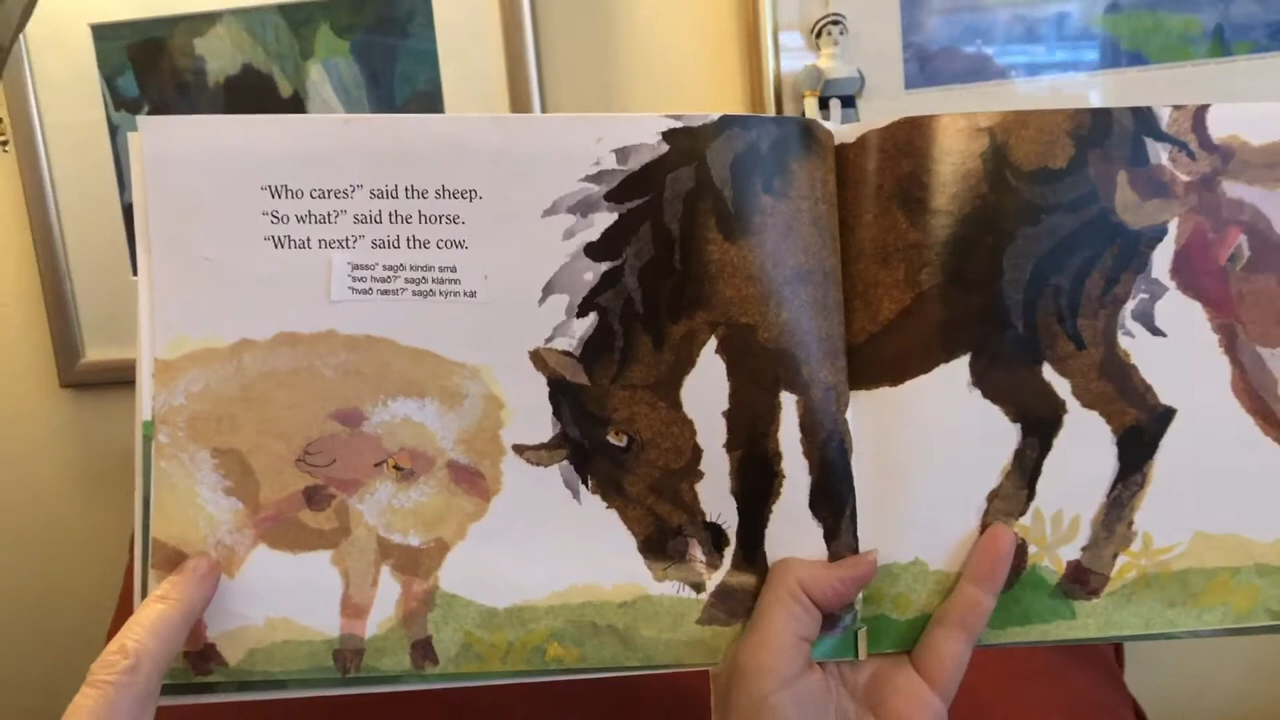 “Who cares?” said the sheep.
“So what?” said the horse.
“What next?” said the cow.
"jasso" sagði kindin smá
"svo hvað?" sagði klárinn
"hvað næst?" sagði kýrin kát